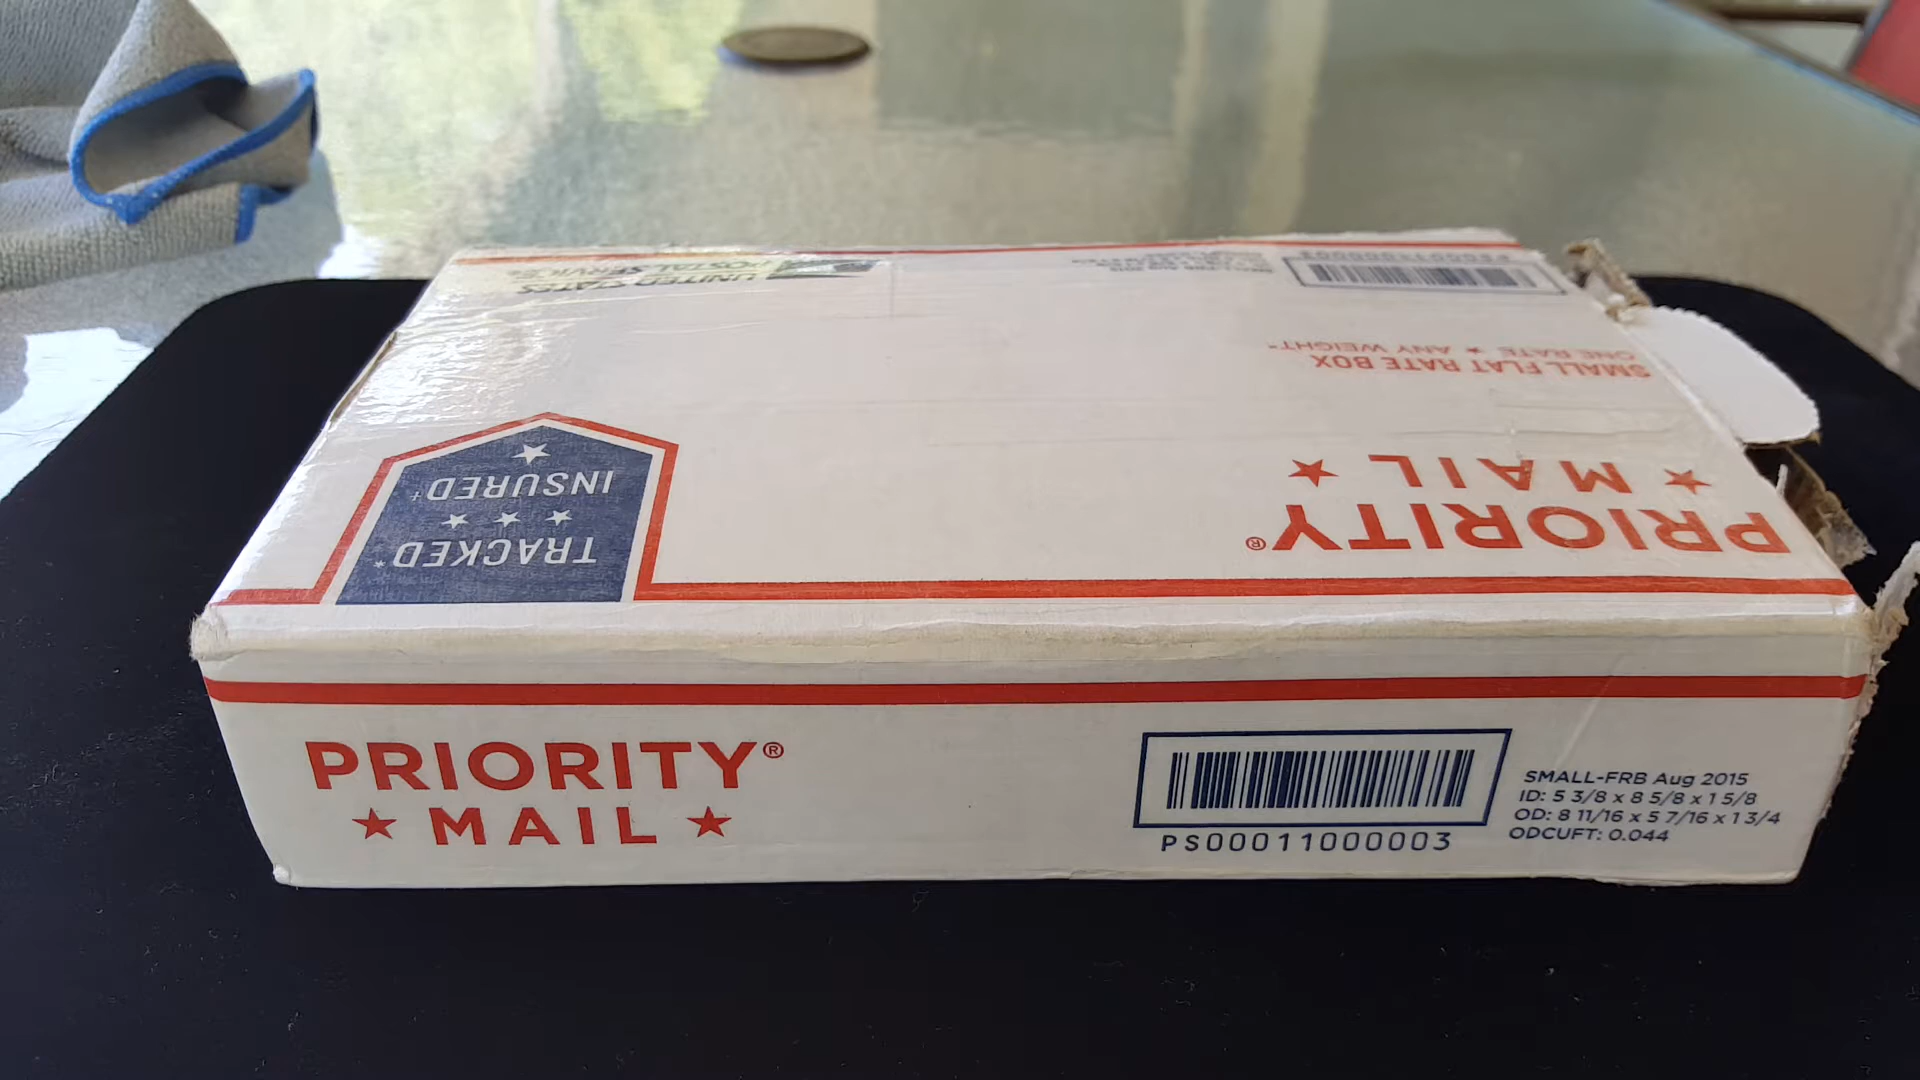 UNITED STATES
POSTAL SERVICE®
PS00011000003
SMALL FLAT RATE BOX
ONE RATE ★ ANY WEIGHT™
PRIORITY®
★ MAIL ★
TRACKED*
★ ★ ★
INSURED†
★
PRIORITY®
★ MAIL ★
PS00011000003
SMALL-FRB Aug 2015
ID: 5 3/8 x 8 5/8 x 1 5/8
OD: 8 11/16 x 5 7/16 x 1 3/4
ODCUFT: 0.044